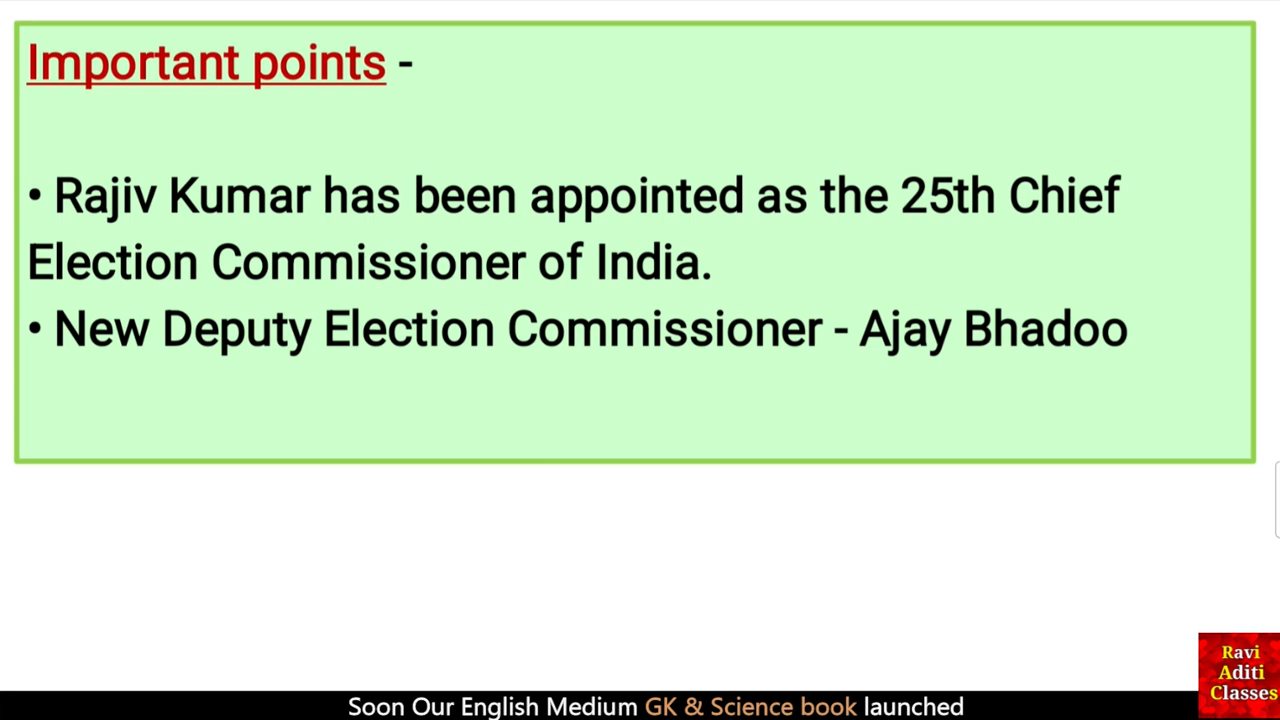 Important points -
• Rajiv Kumar has been appointed as the 25th Chief
Election Commissioner of India.
• New Deputy Election Commissioner - Ajay Bhadoo
Ravi
Aditi
Classes
Soon Our English Medium GK & Science book launched